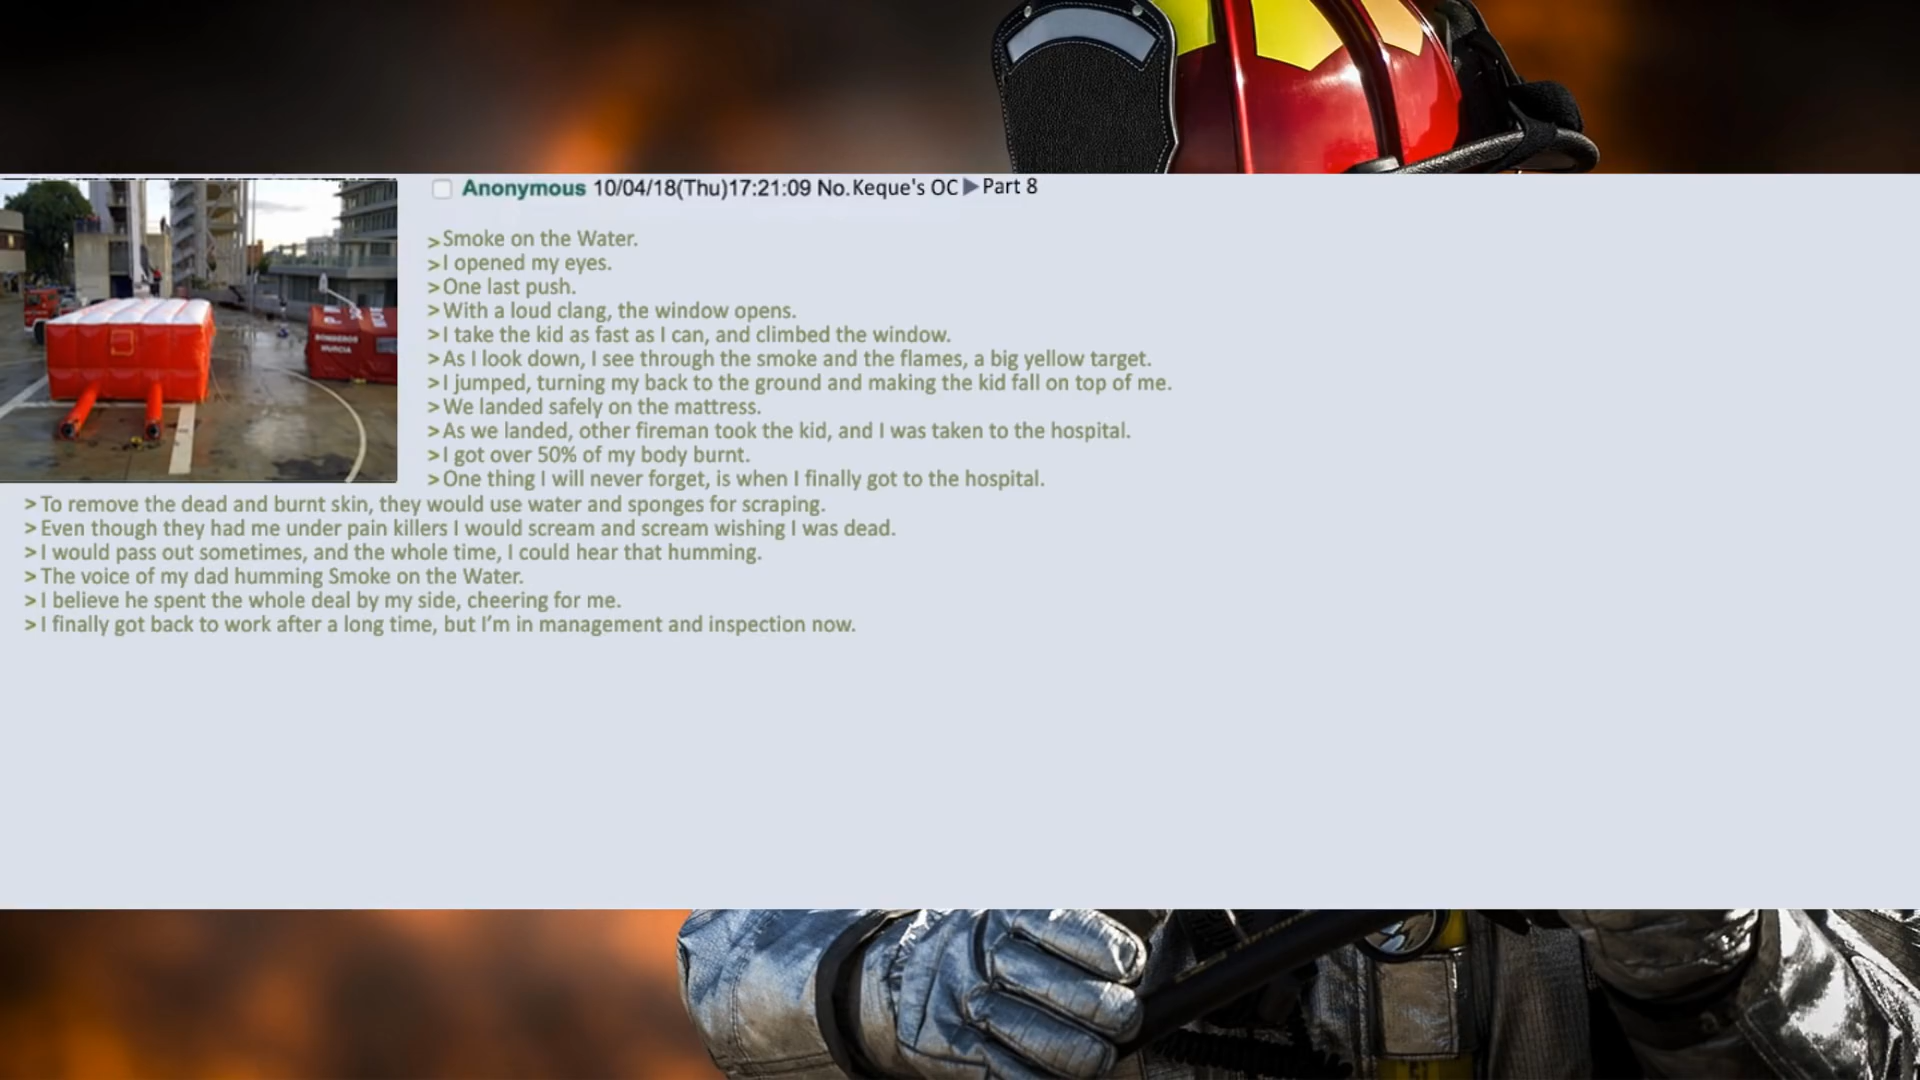 Anonymous 10/04/18(Thu)17:21:09 No.Keque's OC▶Part 8
>Smoke on the Water.
>I opened my eyes.
>One last push.
>With a loud clang, the window opens.
>I take the kid as fast as I can, and climbed the window.
>As I look down, I see through the smoke and the flames, a big yellow target.
>I jumped, turning my back to the ground and making the kid fall on top of me.
>We landed safely on the mattress.
>As we landed, other fireman took the kid, and I was taken to the hospital.
>I got over 50% of my body burnt.
>One thing I will never forget, is when I finally got to the hospital.
>To remove the dead and burnt skin, they would use water and sponges for scraping.
>Even though they had me under pain killers I would scream and scream wishing I was dead.
>I would pass out sometimes, and the whole time, I could hear that humming.
>The voice of my dad humming Smoke on the Water.
>I believe he spent the whole deal by my side, cheering for me.
>I finally got back to work after a long time, but I’m in management and inspection now.
BOMBEROS
MURCIA